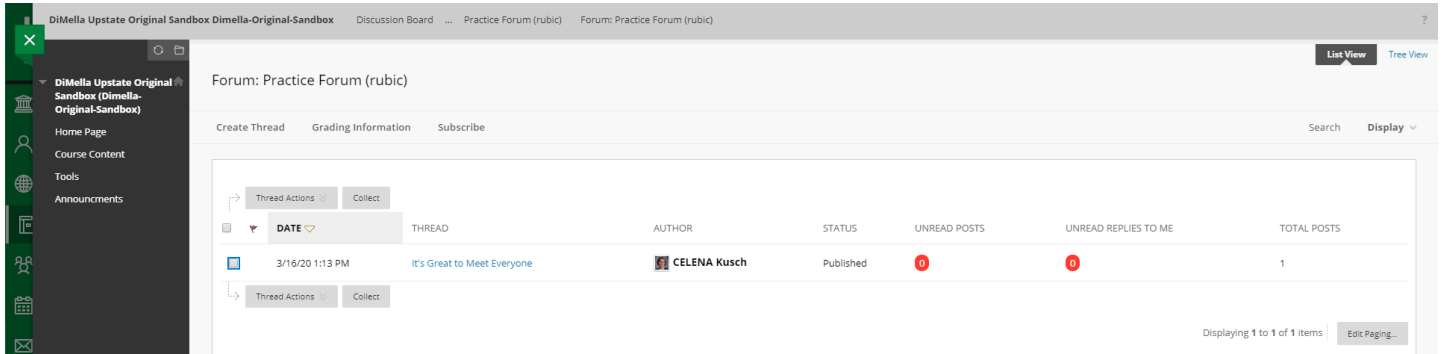 DiMella Upstate Original Sandbox Dimella-Original-Sandbox Discussion Board ... Practice Forum (rubic) Forum: Practice Forum (rubic) ?
List View Tree View
DiMella Upstate Original
Sandbox (Dimella-
Original-Sandbox)
Home Page
Course Content
Tools
Announcments
Forum: Practice Forum (rubic)
Create Thread Grading Information Subscribe Search Display
Thread Actions Collect
DATE THREAD AUTHOR STATUS UNREAD POSTS UNREAD REPLIES TO ME TOTAL POSTS
3/16/20 1:13 PM It's Great to Meet Everyone CELENA Kusch Published 0 0 1
Thread Actions Collect
Displaying 1 to 1 of 1 items Edit Paging...